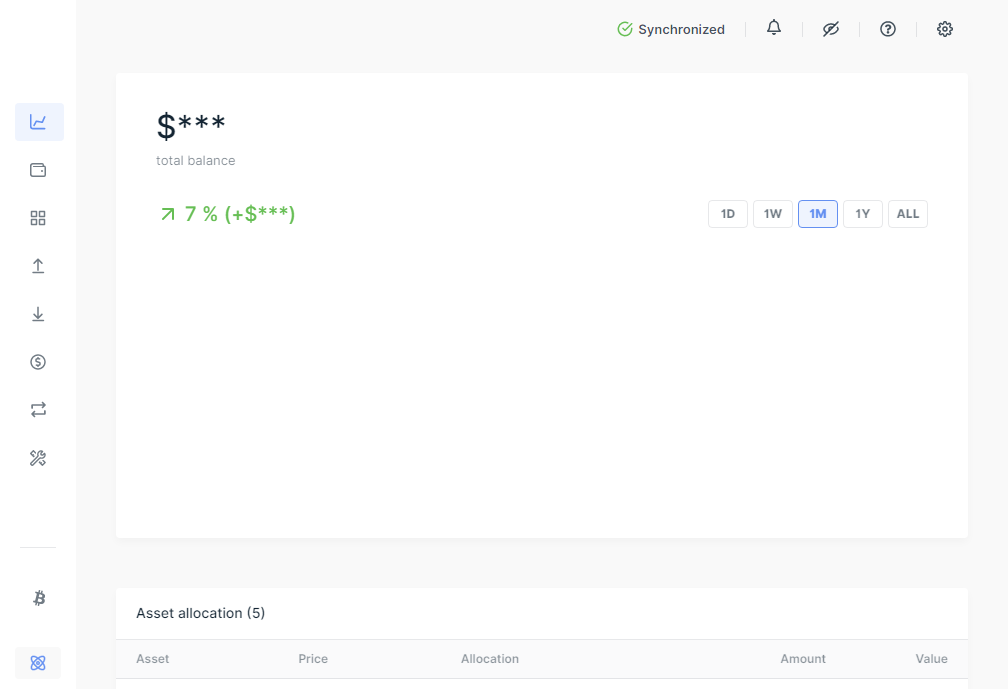 Synchronized
$***
total balance
7 % (+$***)
1D 1W 1M 1Y ALL
Asset allocation (5)
Asset Price Allocation Amount Value